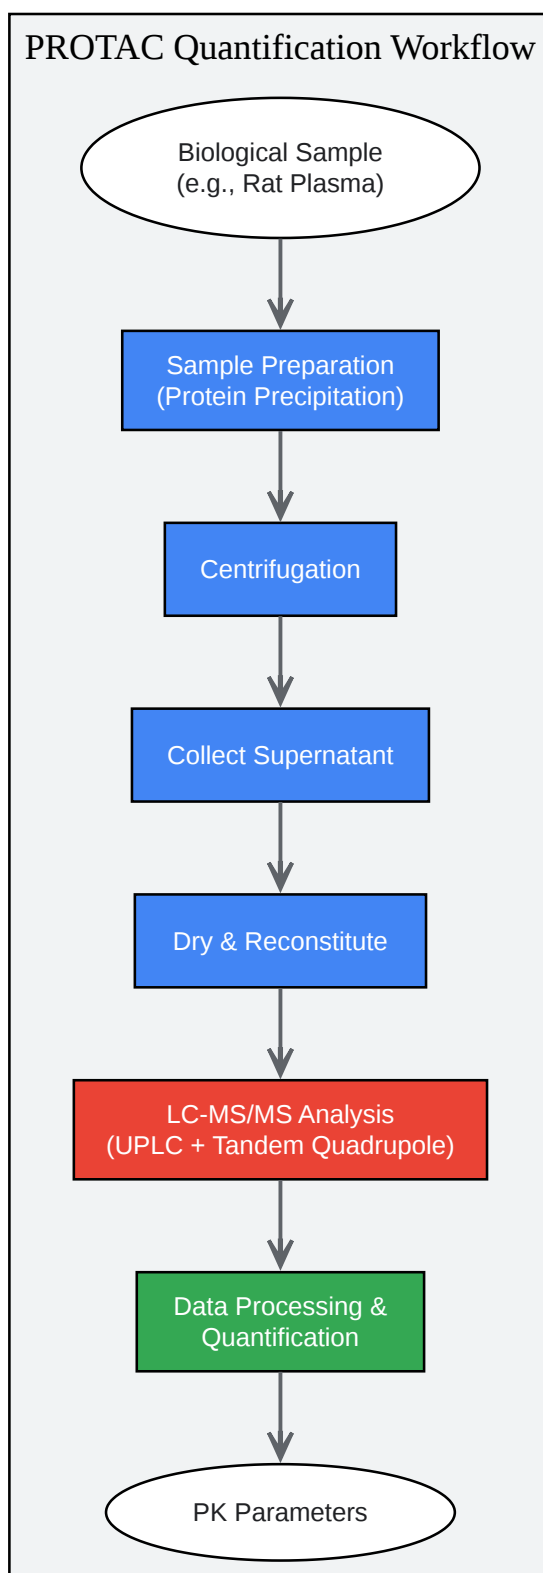 PROTAC Quantification Workflow
Biological Sample
(e.g., Rat Plasma)
Sample Preparation
(Protein Precipitation)
Centrifugation
Collect Supernatant
Dry & Reconstitute
LC-MS/MS Analysis
(UPLC + Tandem Quadrupole)
Data Processing &
Quantification
PK Parameters